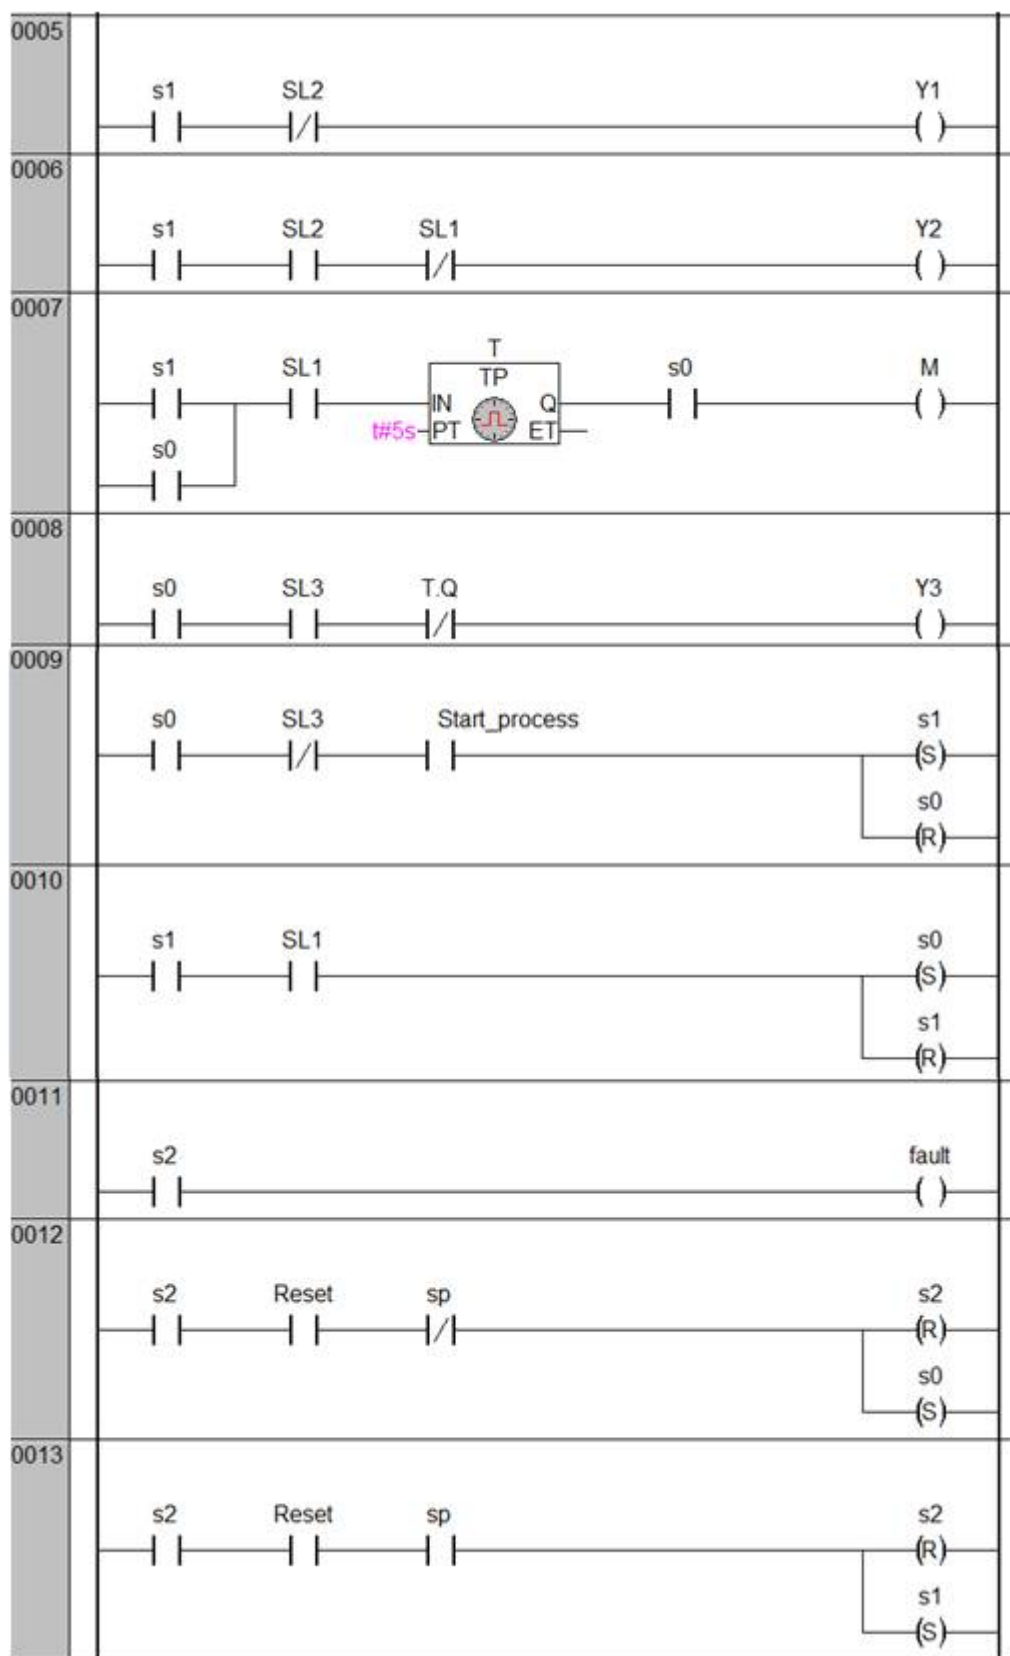 0005
s1 SL2 Y1
0006
s1 SL2 SL1 Y2
0007
T
s1 SL1 TP s0 M
IN Q
t#5s PT ET
s0
0008
s0 SL3 T.Q Y3
0009
s0 SL3 Start_process s1
(S)
s0
(R)
0010
s1 SL1 s0
(S)
s1
(R)
0011
s2 fault
0012
s2 Reset sp s2
(R)
s0
(S)
0013
s2 Reset sp s2
(R)
s1
(S)